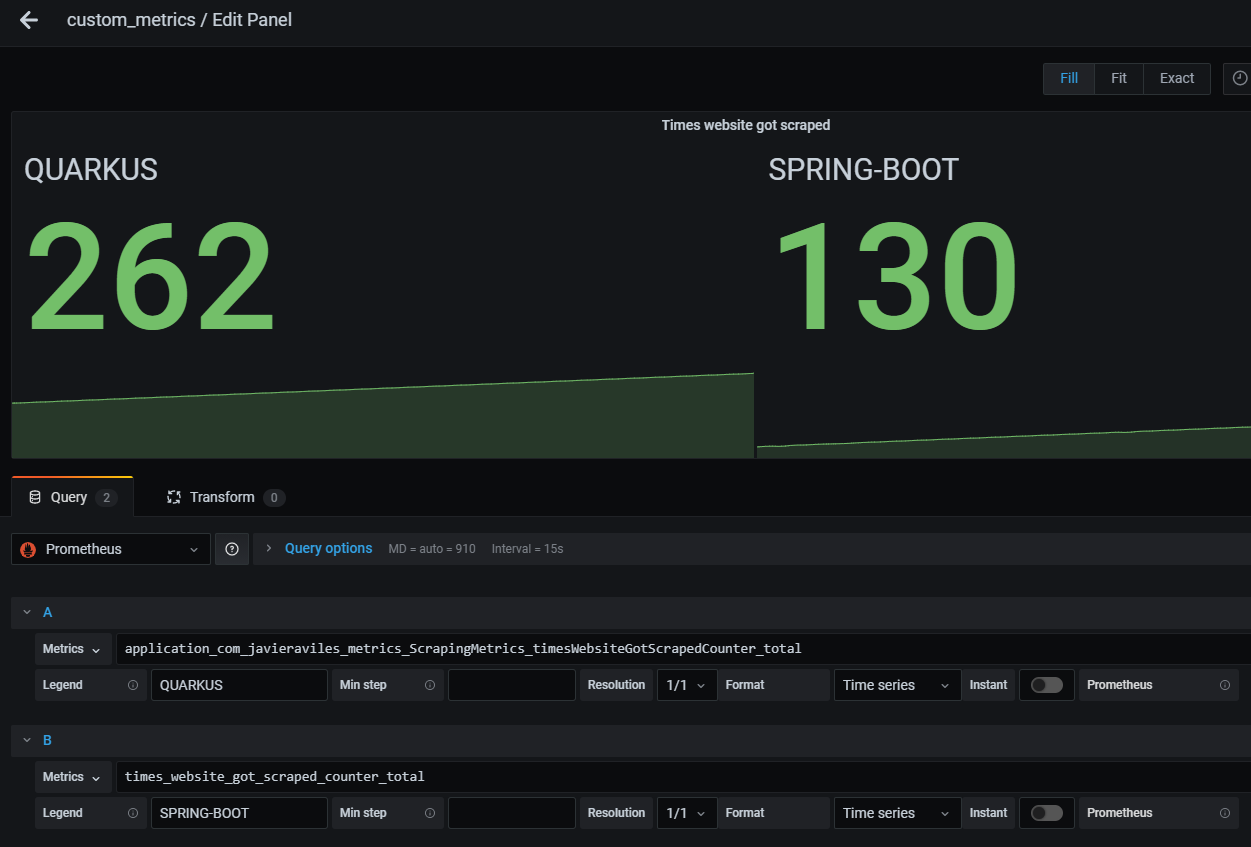 custom_metrics / Edit Panel
Fill Fit Exact
Times website got scraped
QUARKUS SPRING-BOOT
262 130
Query 2 Transform 0
Prometheus Query options MD = auto = 910 Interval = 15s
A
Metrics application_com_javieraviles_metrics_ScrapingMetrics_timesWebsiteGotScrapedCounter_total
Legend QUARKUS Min step Resolution 1/1 Format Time series Instant Prometheus
B
Metrics times_website_got_scraped_counter_total
Legend SPRING-BOOT Min step Resolution 1/1 Format Time series Instant Prometheus